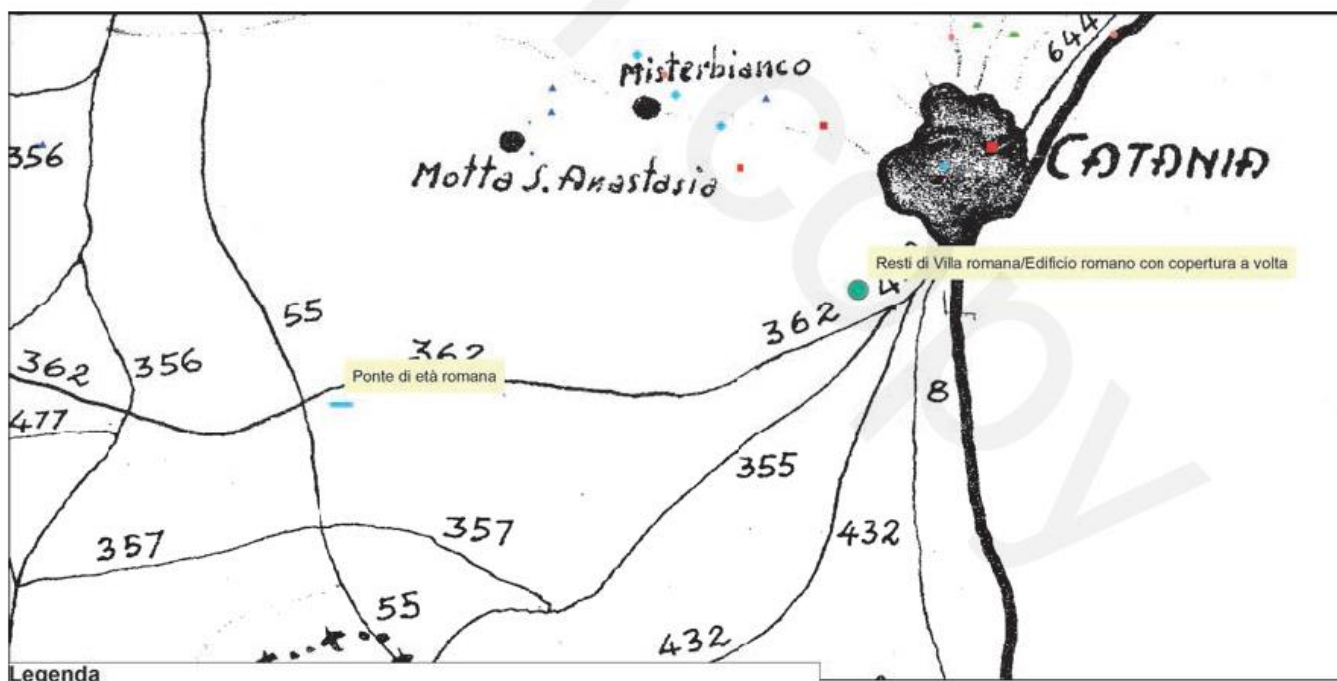 644
Misterbianco
356
CATANIA
Motta S. Anastasia
Resti di Villa romana/Edificio romano con copertura a volta
55
362
362
356
362
Ponte di età romana
8
477
355
357
357
432
55
432
Legenda
copy